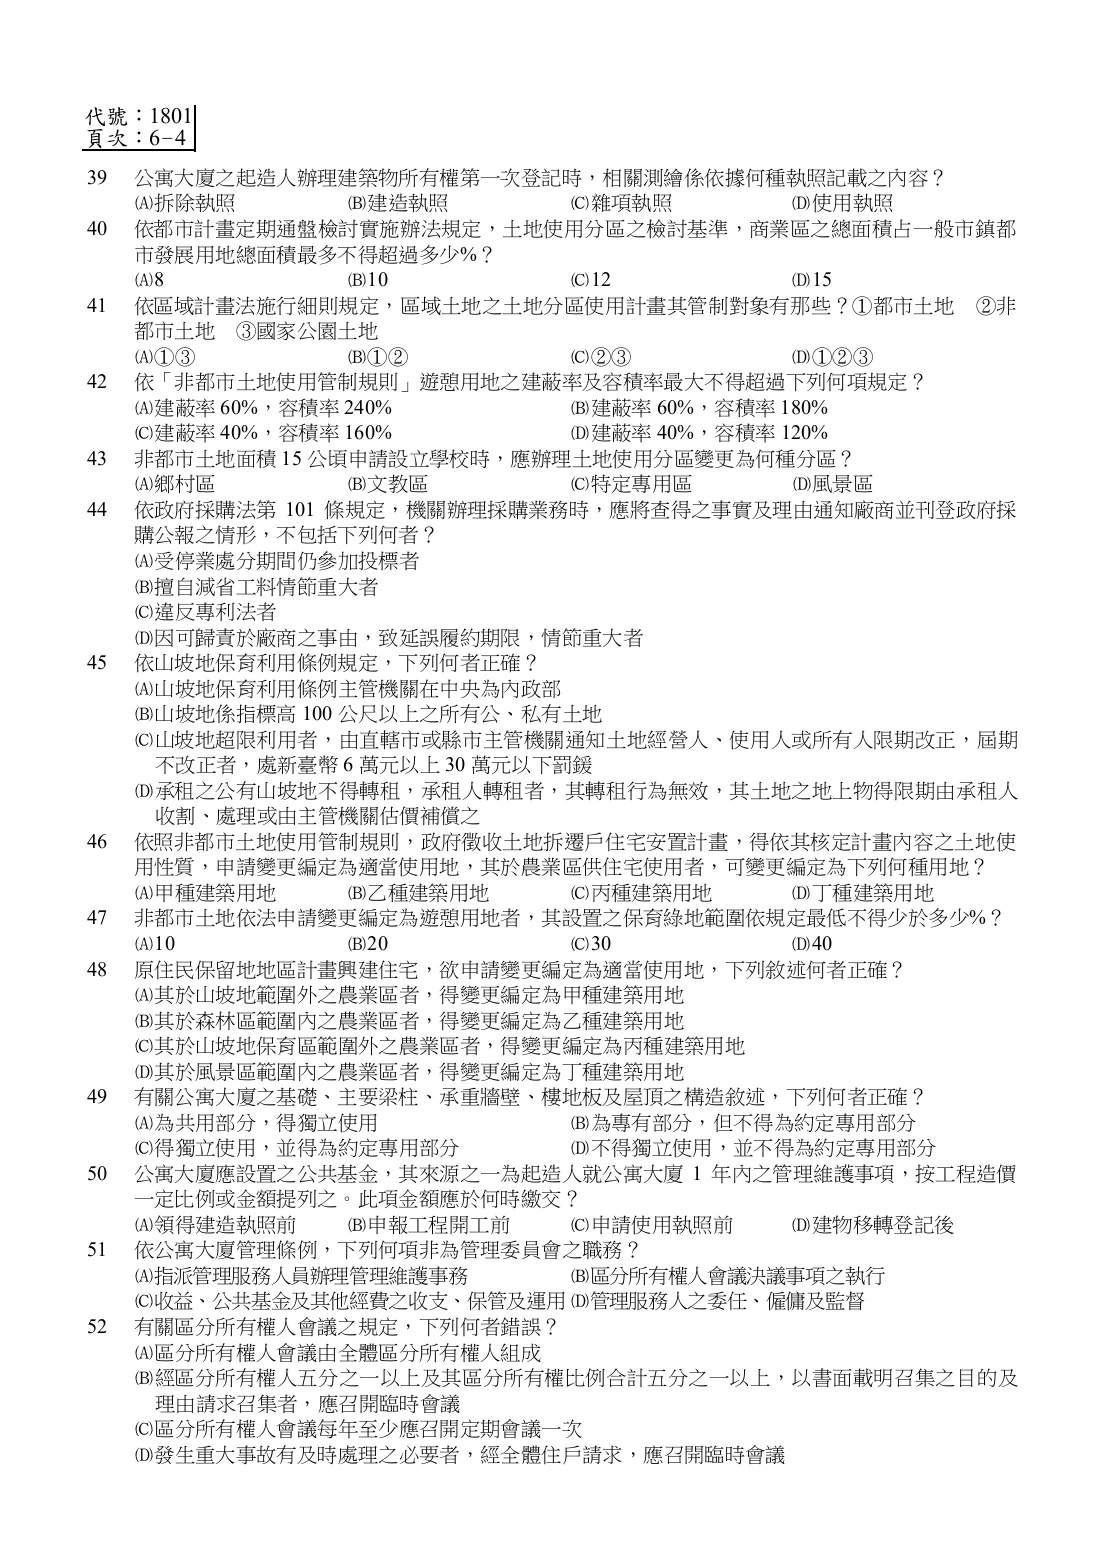 代號：1801
頁次：6－4
39 公寓大廈之起造人辦理建築物所有權第一次登記時，相關測繪係依據何種執照記載之內容？
(A)拆除執照 (B)建造執照 (C)雜項執照 (D)使用執照
40 依都市計畫定期通盤檢討實施辦法規定，土地使用分區之檢討基準，商業區之總面積占一般市鎮都
市發展用地總面積最多不得超過多少%？
(A)8 (B)10 (C)12 (D)15
41 依區域計畫法施行細則規定，區域土地之土地分區使用計畫其管制對象有那些？①都市土地 ②非
都市土地 ③國家公園土地
(A)①③ (B)①② (C)②③ (D)①②③
42 依「非都市土地使用管制規則」遊憩用地之建蔽率及容積率最大不得超過下列何項規定？
(A)建蔽率 60%，容積率 240% (B)建蔽率 60%，容積率 180%
(C)建蔽率 40%，容積率 160% (D)建蔽率 40%，容積率 120%
43 非都市土地面積 15 公頃申請設立學校時，應辦理土地使用分區變更為何種分區？
(A)鄉村區 (B)文教區 (C)特定專用區 (D)風景區
44 依政府採購法第 101 條規定，機關辦理採購業務時，應將查得之事實及理由通知廠商並刊登政府採
購公報之情形，不包括下列何者？
(A)受停業處分期間仍參加投標者
(B)擅自減省工料情節重大者
(C)違反專利法者
(D)因可歸責於廠商之事由，致延誤履約期限，情節重大者
45 依山坡地保育利用條例規定，下列何者正確？
(A)山坡地保育利用條例主管機關在中央為內政部
(B)山坡地係指標高 100 公尺以上之所有公、私有土地
(C)山坡地超限利用者，由直轄市或縣市主管機關通知土地經營人、使用人或所有人限期改正，屆期
不改正者，處新臺幣 6 萬元以上 30 萬元以下罰鍰
(D)承租之公有山坡地不得轉租，承租人轉租者，其轉租行為無效，其土地之地上物得限期由承租人
收割、處理或由主管機關估價補償之
46 依照非都市土地使用管制規則，政府徵收土地拆遷戶住宅安置計畫，得依其核定計畫內容之土地使
用性質，申請變更編定為適當使用地，其於農業區供住宅使用者，可變更編定為下列何種用地？
(A)甲種建築用地 (B)乙種建築用地 (C)丙種建築用地 (D)丁種建築用地
47 非都市土地依法申請變更編定為遊憩用地者，其設置之保育綠地範圍依規定最低不得少於多少%？
(A)10 (B)20 (C)30 (D)40
48 原住民保留地地區計畫興建住宅，欲申請變更編定為適當使用地，下列敘述何者正確？
(A)其於山坡地範圍外之農業區者，得變更編定為甲種建築用地
(B)其於森林區範圍內之農業區者，得變更編定為乙種建築用地
(C)其於山坡地保育區範圍外之農業區者，得變更編定為丙種建築用地
(D)其於風景區範圍內之農業區者，得變更編定為丁種建築用地
49 有關公寓大廈之基礎、主要梁柱、承重牆壁、樓地板及屋頂之構造敘述，下列何者正確？
(A)為共用部分，得獨立使用 (B)為專有部分，但不得為約定專用部分
(C)得獨立使用，並得為約定專用部分 (D)不得獨立使用，並不得為約定專用部分
50 公寓大廈應設置之公共基金，其來源之一為起造人就公寓大廈 1 年內之管理維護事項，按工程造價
一定比例或金額提列之。此項金額應於何時繳交？
(A)領得建造執照前 (B)申報工程開工前 (C)申請使用執照前 (D)建物移轉登記後
51 依公寓大廈管理條例，下列何項非為管理委員會之職務？
(A)指派管理服務人員辦理管理維護事務 (B)區分所有權人會議決議事項之執行
(C)收益、公共基金及其他經費之收支、保管及運用 (D)管理服務人之委任、僱傭及監督
52 有關區分所有權人會議之規定，下列何者錯誤？
(A)區分所有權人會議由全體區分所有權人組成
(B)經區分所有權人五分之一以上及其區分所有權比例合計五分之一以上，以書面載明召集之目的及
理由請求召集者，應召開臨時會議
(C)區分所有權人會議每年至少應召開定期會議一次
(D)發生重大事故有及時處理之必要者，經全體住戶請求，應召開臨時會議